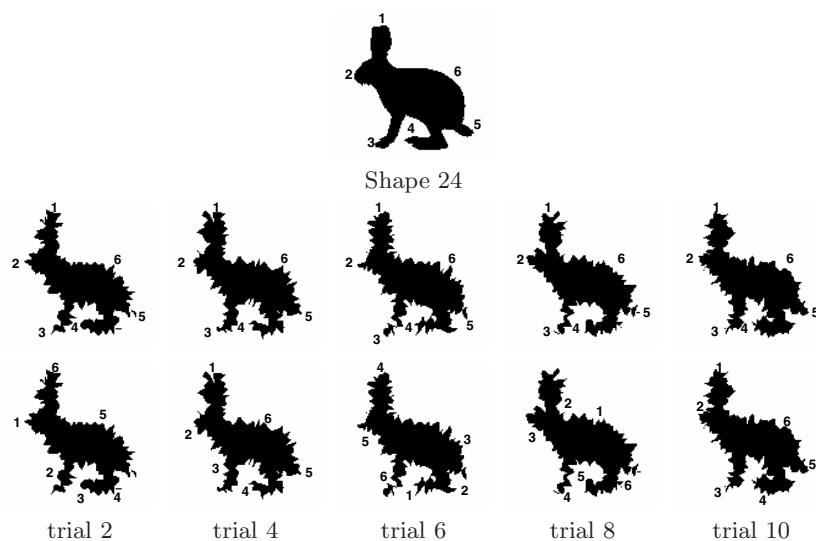 1
2 6
4 5
3
Shape 24
1 1 1 1 1
2 6 2 6 2 6 2 6 2 6
5 5 5 5 5
3 4 3 4 3 4 3 4 3 4
6 1 4 1 1
1 5 2 6 5 3 3 2 1 2 6
2 3 4 3 4 5 6 1 2 4 5 6 3 4 5
trial 2 trial 4 trial 6 trial 8 trial 10